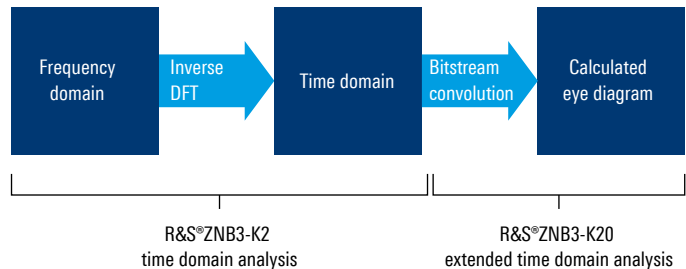 Frequency
domain
Inverse
DFT
Time domain
Bitstream
convolution
Calculated
eye diagram
R&S®ZNB3-K2
time domain analysis
R&S®ZNB3-K20
extended time domain analysis